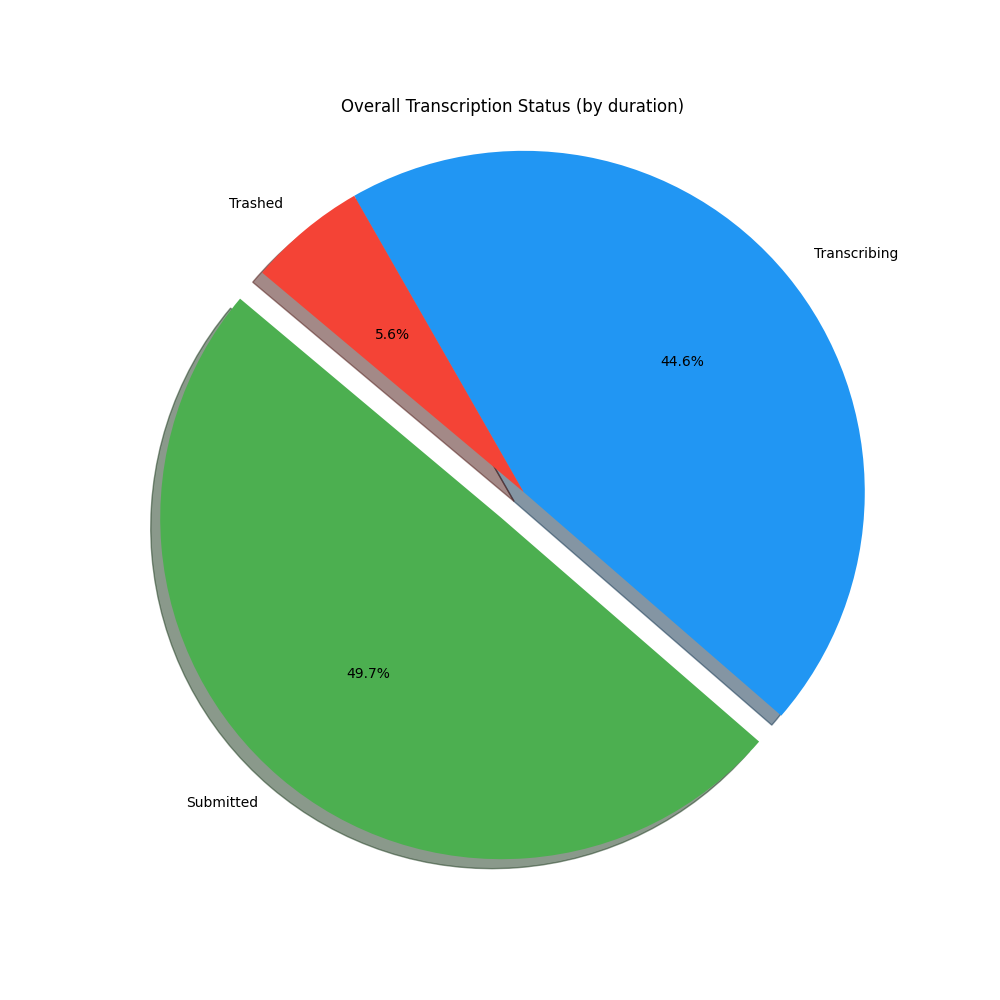 Overall Transcription Status (by duration)
Trashed
Transcribing
5.6%
44.6%
49.7%
Submitted